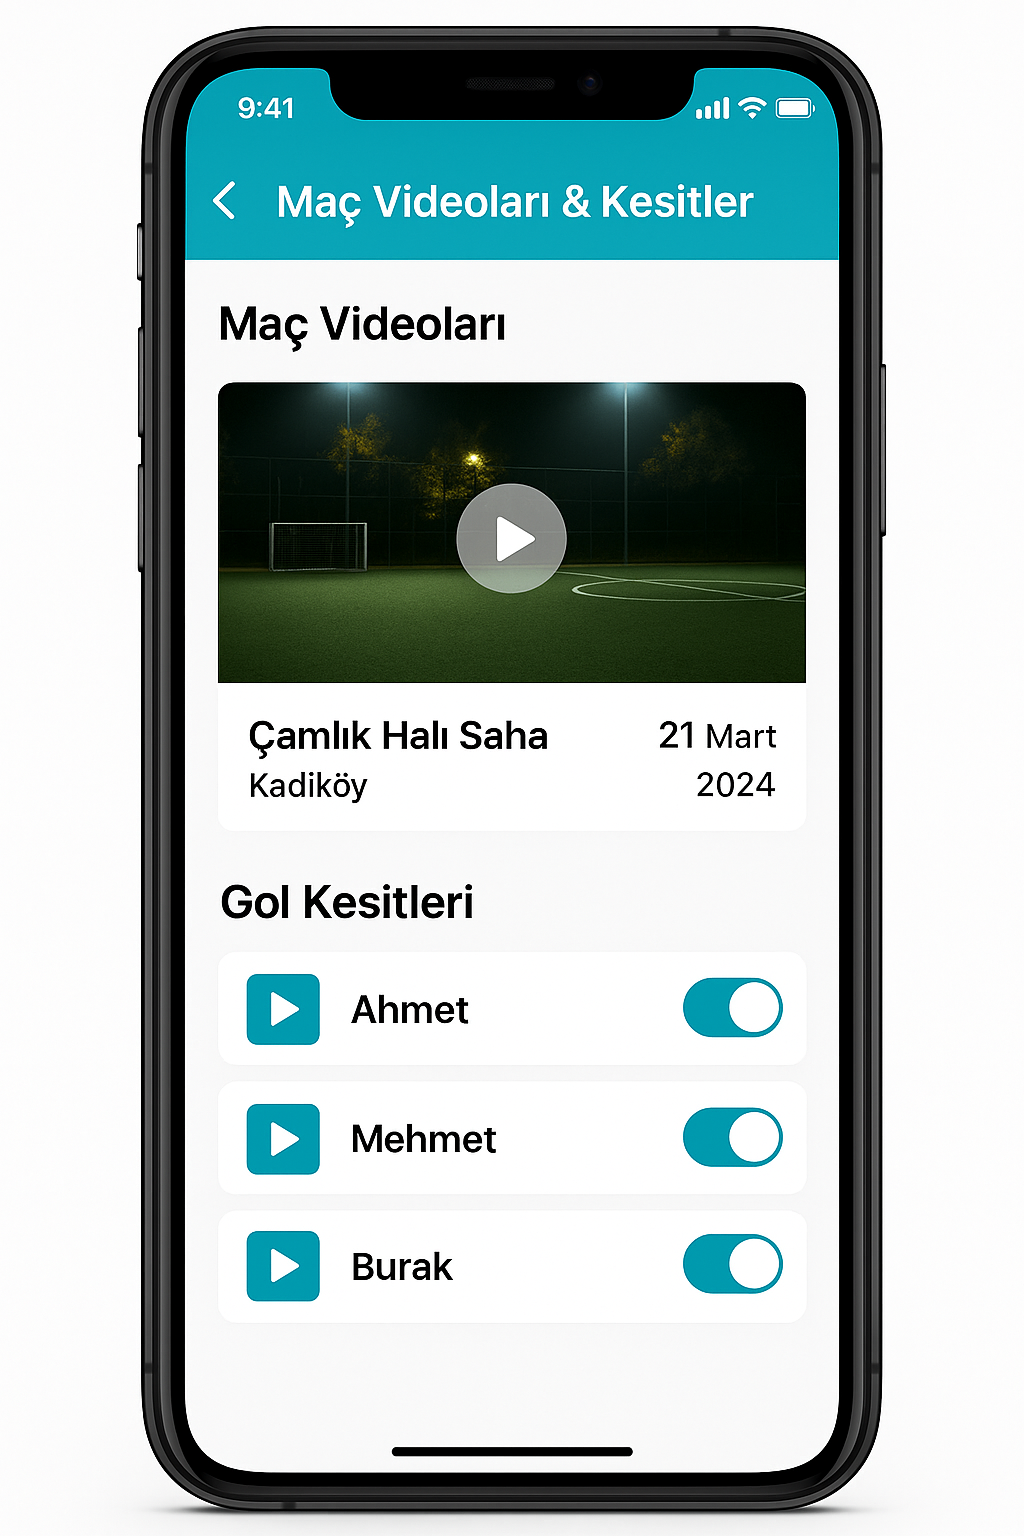 9:41
Maç Videoları & Kesitler
Maç Videoları
Çamlık Halı Saha
21 Mart
Kadiköy
2024
Gol Kesitleri
Ahmet
Mehmet
Burak